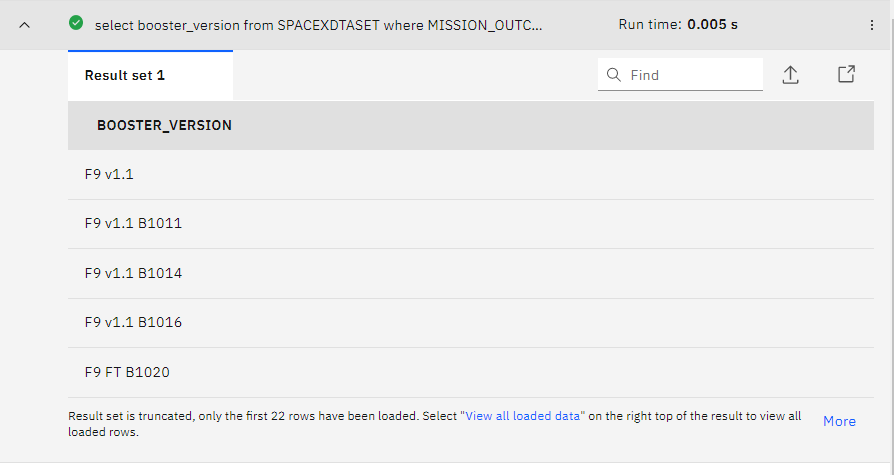 select booster_version from SPACEXDTASET where MISSION_OUTC...
Run time: 0.005 s
Result set 1
Find
BOOSTER_VERSION
F9 v1.1
F9 v1.1 B1011
F9 v1.1 B1014
F9 v1.1 B1016
F9 FT B1020
Result set is truncated, only the first 22 rows have been loaded. Select "View all loaded data" on the right top of the result to view all
loaded rows.
More